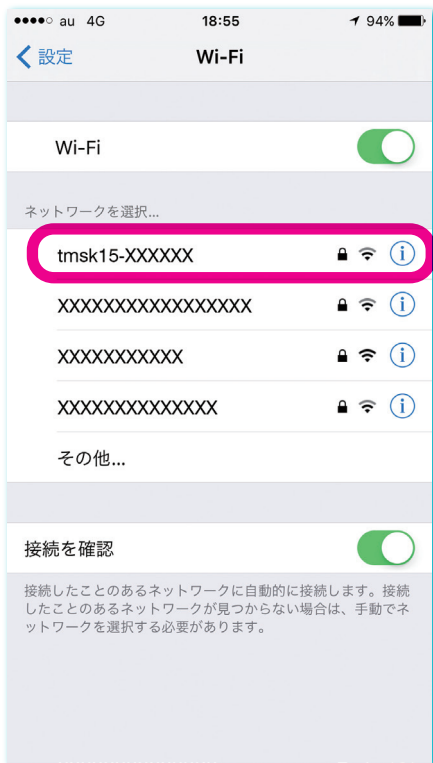 au 4G 18:55 94%
設定 Wi-Fi
Wi-Fi
ネットワークを選択...
tmsk15-XXXXXX
XXXXXXXXXXXXXXXXX
XXXXXXXXXXX
XXXXXXXXXXXXXX
その他...
接続を確認
接続したことのあるネットワークに自動的に接続します。接続
したことのあるネットワークが見つからない場合は、手動でネ
ットワークを選択する必要があります。